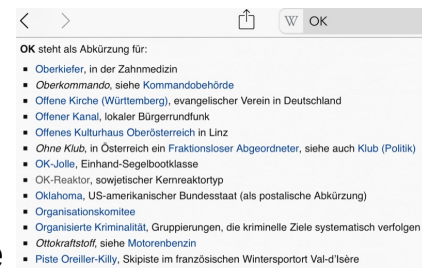 W OK
OK steht als Abkürzung für:
Oberkiefer, in der Zahnmedizin
Oberkommando, siehe Kommandobehörde
Offene Kirche (Württemberg), evangelischer Verein in Deutschland
Offener Kanal, lokaler Bürgerrundfunk
Offenes Kulturhaus Oberösterreich in Linz
Ohne Klub, in Österreich ein Fraktionsloser Abgeordneter, siehe auch Klub (Politik)
OK-Jolle, Einhand-Segelbootklasse
OK-Reaktor, sowjetischer Kernreaktortyp
Oklahoma, US-amerikanischer Bundesstaat (als postalische Abkürzung)
Organisationskomitee
Organisierte Kriminalität, Gruppierungen, die kriminelle Ziele systematisch verfolgen
Ottokraftstoff, siehe Motorenbenzin
Piste Oreiller-Killy, Skipiste im französischen Wintersportort Val-d'Isère
e